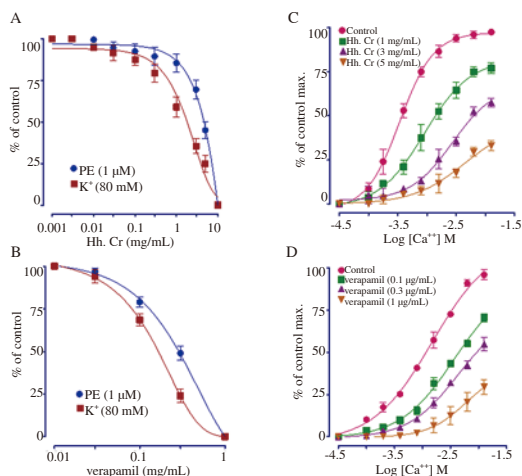 A
100
75
50
25
0
% of control
PE (1 μM)
K⁺(80 mM)
0.001
0.01
0.1
1
10
Hh. Cr (mg/mL)
B
100
75
50
25
0
% of control
PE (1 μM)
K⁺(80 mM)
0.01
0.1
1
verapamil (mg/mL)
C
100
75
50
25
0
% of control max.
Control
Hh. Cr (1 mg/mL)
Hh. Cr (3 mg/mL)
Hh. Cr (5 mg/mL)
-4.5
-3.5
-2.5
-1.5
Log [Ca⁺⁺] M
D
100
75
50
25
0
% of control max.
Control
verapamil (0.1 μg/mL)
verapamil (0.3 μg/mL)
verapamil (1 μg/mL)
-4.5
-3.5
-2.5
-1.5
Log [Ca⁺⁺] M